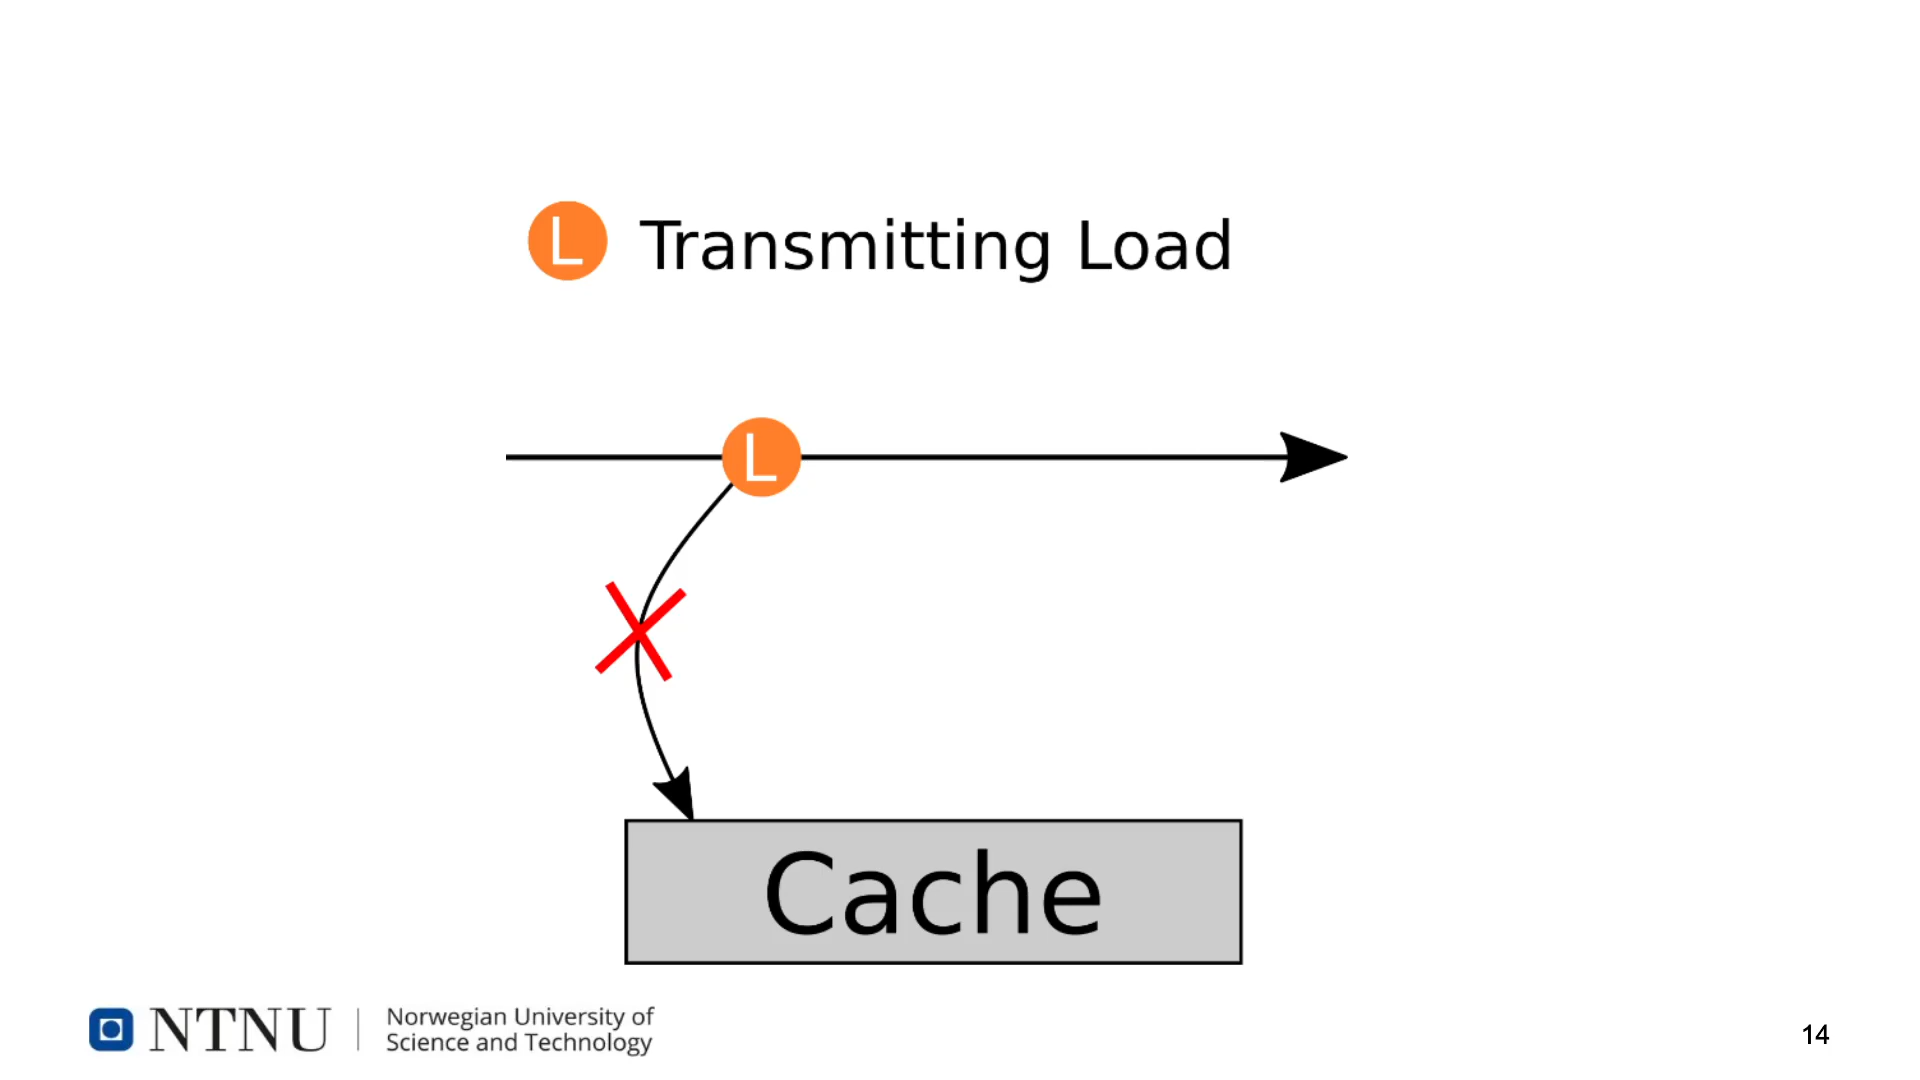 L Transmitting Load
L
Cache
NTNU
Norwegian University of
Science and Technology
14